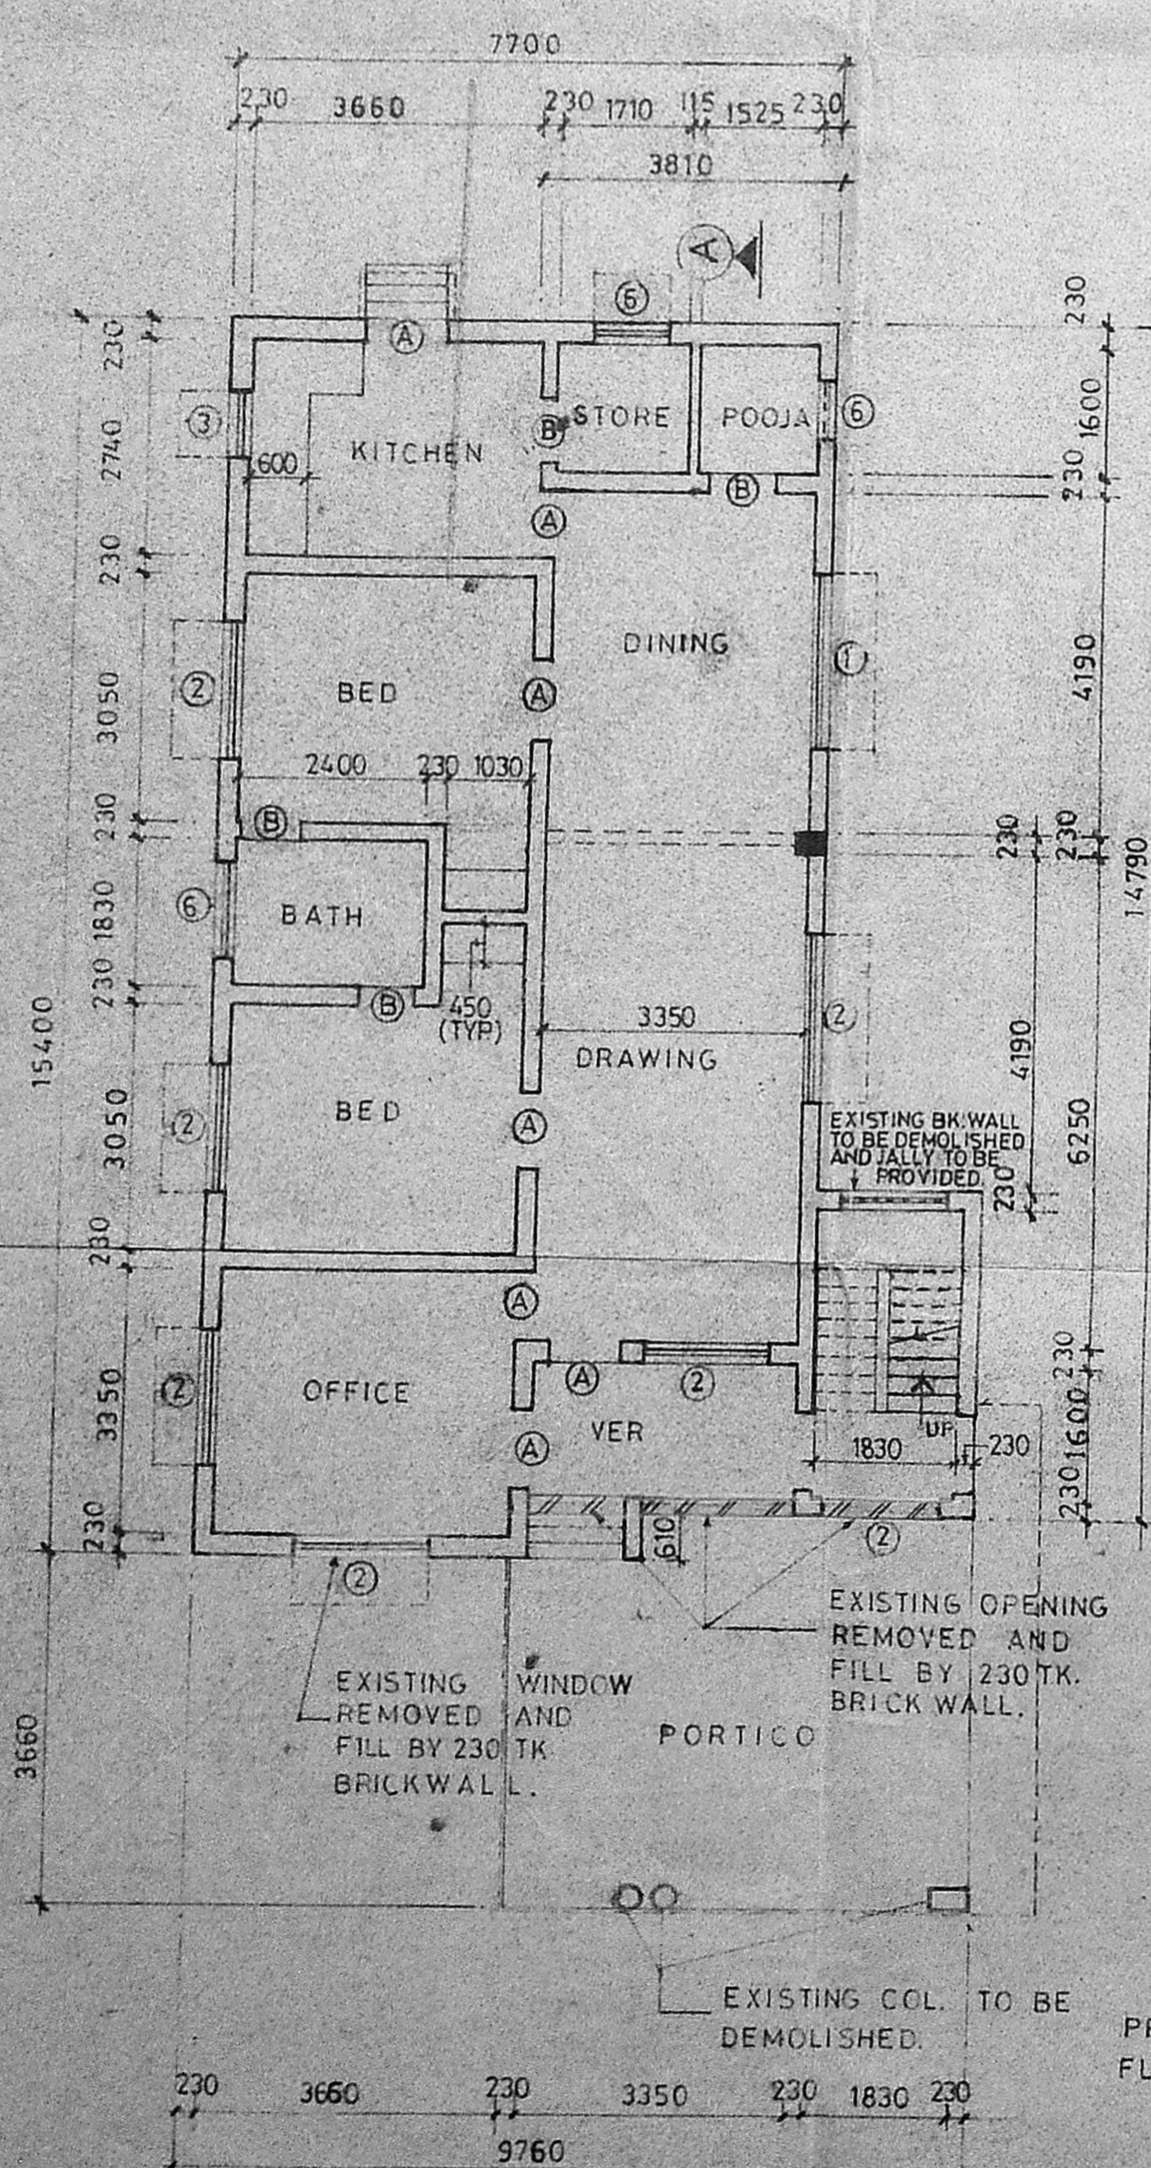 7700
230 3660 230 1710 115 1525 230
3810
A
6
230
A
230
3
KITCHEN
B
STORE
POOJA
6
1600
2740
600
B
230
A
230
DINING
1
2
BED
A
3050
4190
2400 230 1030
230
B
230
230
14790
6
BATH
1830
230
B
450
(TYP)
3350
2
DRAWING
15400
4190
2
BED
A
3050
EXISTING BK.WALL
TO BE DEMOLISHED
AND JALLY TO BE
PROVIDED.
6250
230
230
A
2
OFFICE
A
2
230
3350
VER
UP
A
1830
230
1600
230
230
610
2
2
EXISTING OPENING
REMOVED AND
FILL BY 230 TK.
BRICK WALL.
EXISTING WINDOW
REMOVED AND
FILL BY 230 TK
BRICKWALL.
PORTICO
3660
EXISTING COL. TO BE
DEMOLISHED.
230 3660 230 3350 230 1830 230
9760